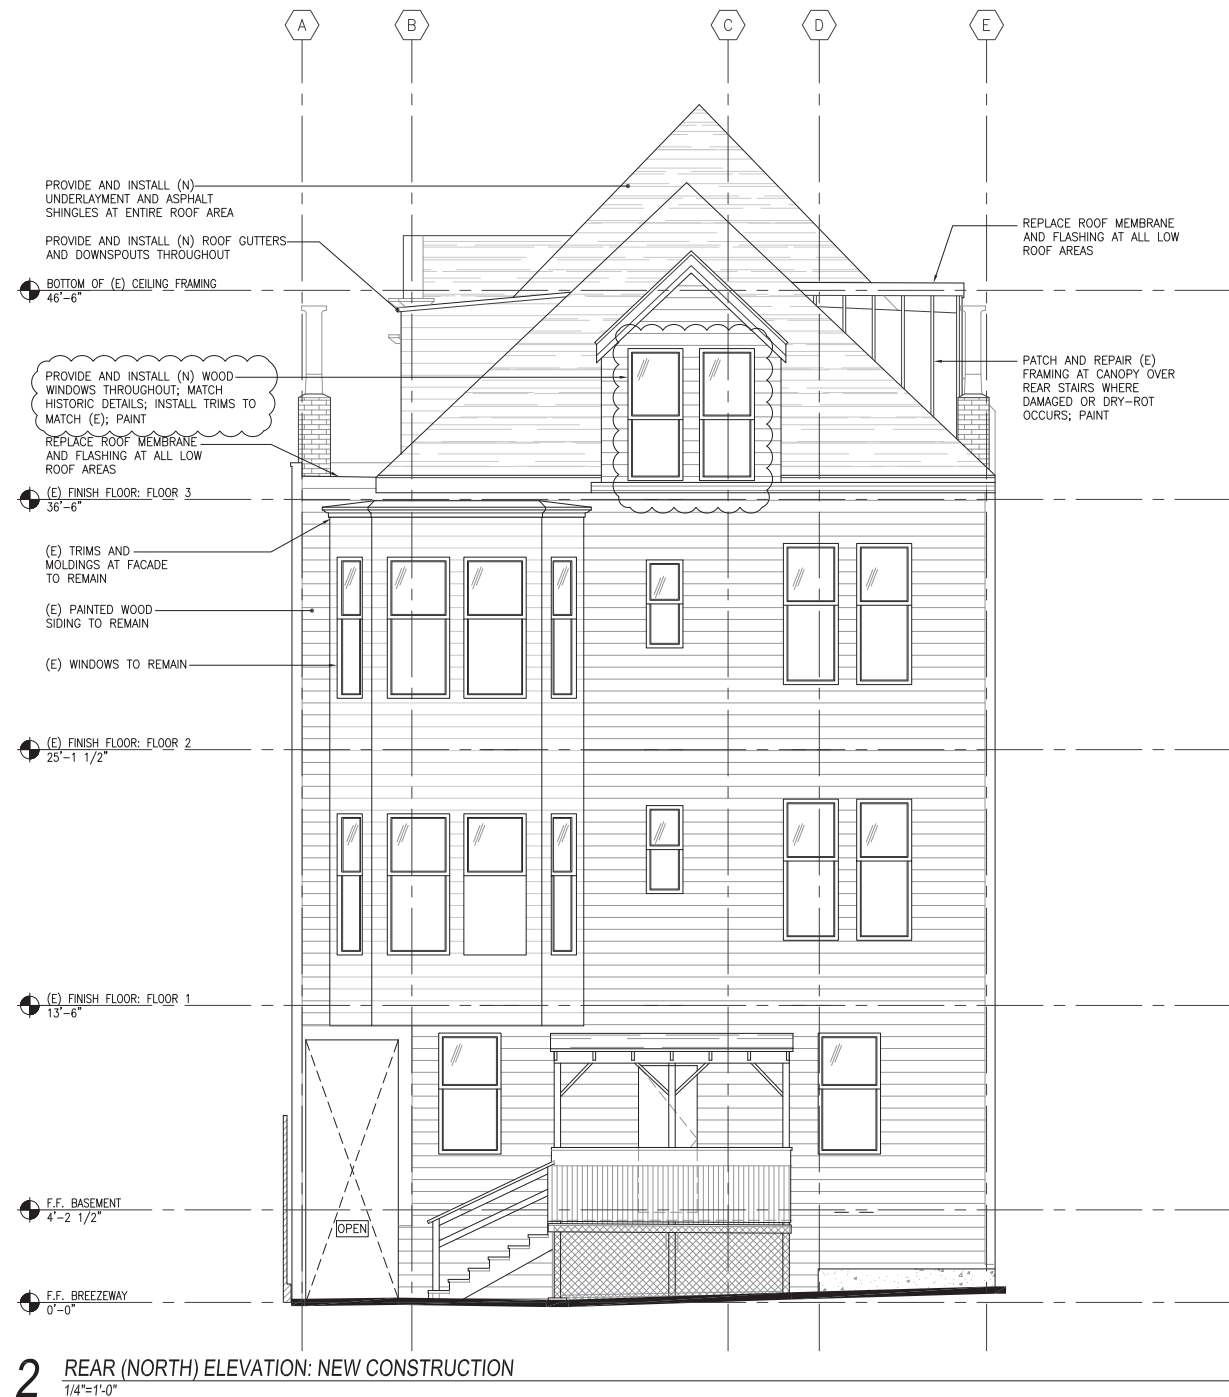 A
B
C
D
E
PROVIDE AND INSTALL (N)
UNDERLAYMENT AND ASPHALT
SHINGLES AT ENTIRE ROOF AREA
PROVIDE AND INSTALL (N) ROOF GUTTERS
AND DOWNSPOUTS THROUGHOUT
BOTTOM OF (E) CEILING FRAMING
46'-6"
REPLACE ROOF MEMBRANE
AND FLASHING AT ALL LOW
ROOF AREAS
PROVIDE AND INSTALL (N) WOOD
WINDOWS THROUGHOUT; MATCH
HISTORIC DETAILS; INSTALL TRIMS TO
MATCH (E); PAINT
PATCH AND REPAIR (E)
FRAMING AT CANOPY OVER
REAR STAIRS WHERE
DAMAGED OR DRY-ROT
OCCURS; PAINT
REPLACE ROOF MEMBRANE
AND FLASHING AT ALL LOW
ROOF AREAS
(E) FINISH FLOOR: FLOOR 3
36'-6"
(E) TRIMS AND
MOLDINGS AT FACADE
TO REMAIN
(E) PAINTED WOOD
SIDING TO REMAIN
(E) WINDOWS TO REMAIN
(E) FINISH FLOOR: FLOOR 2
25'-1 1/2"
(E) FINISH FLOOR: FLOOR 1
13'-6"
F.F. BASEMENT
4'-2 1/2"
OPEN
F.F. BREEZEWAY
0'-0"
2 REAR (NORTH) ELEVATION: NEW CONSTRUCTION
1/4"=1'-0"